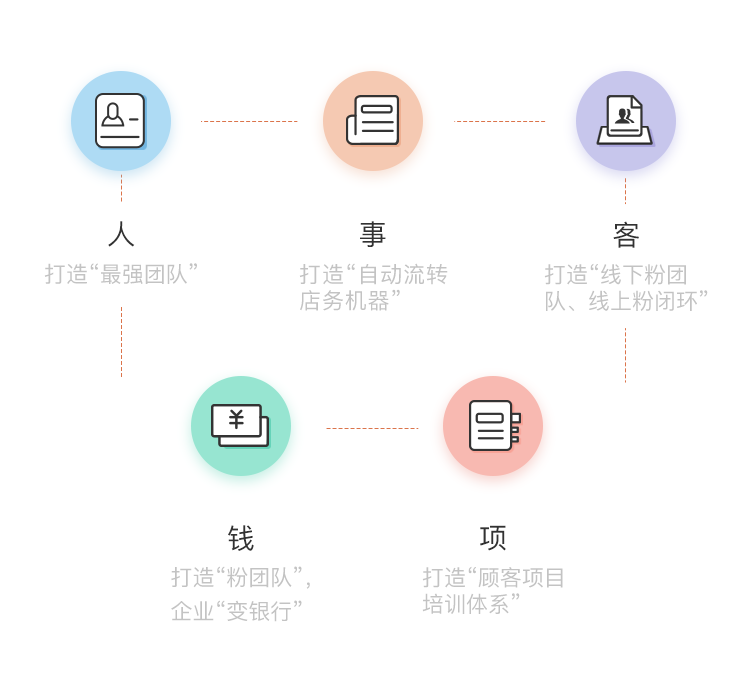 人
打造“最强团队”
事
打造“自动流转
店务机器”
客
打造“线下粉团
队、线上粉闭环”
¥
钱
打造“粉团队”，
企业“变银行”
项
打造“顾客项目
培训体系”